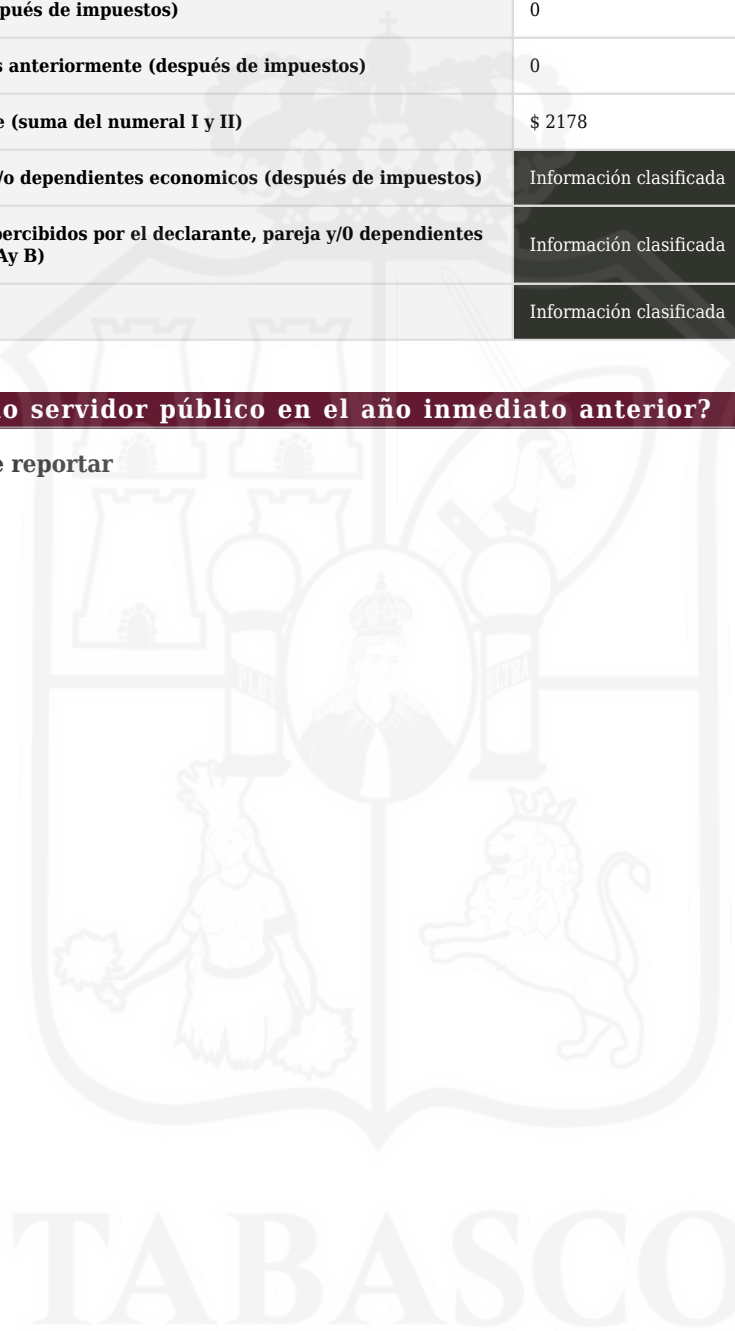 pués de impuestos)
0
s anteriormente (después de impuestos)
0
e (suma del numeral I y II)
$ 2178
/o dependientes economicos (después de impuestos)
Información clasificada
percibidos por el declarante, pareja y/0 dependientes
Ay B)
Información clasificada
Información clasificada
o servidor público en el año inmediato anterior?
e reportar
PLUS
ULTRA
TABASCO